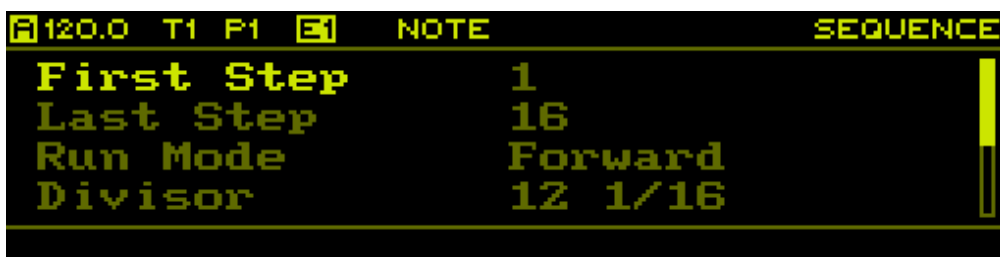 A 120.0 T1 P1 E1 NOTE SEQUENCE
First Step 1
Last Step 16
Run Mode Forward
Divisor 12 1/16